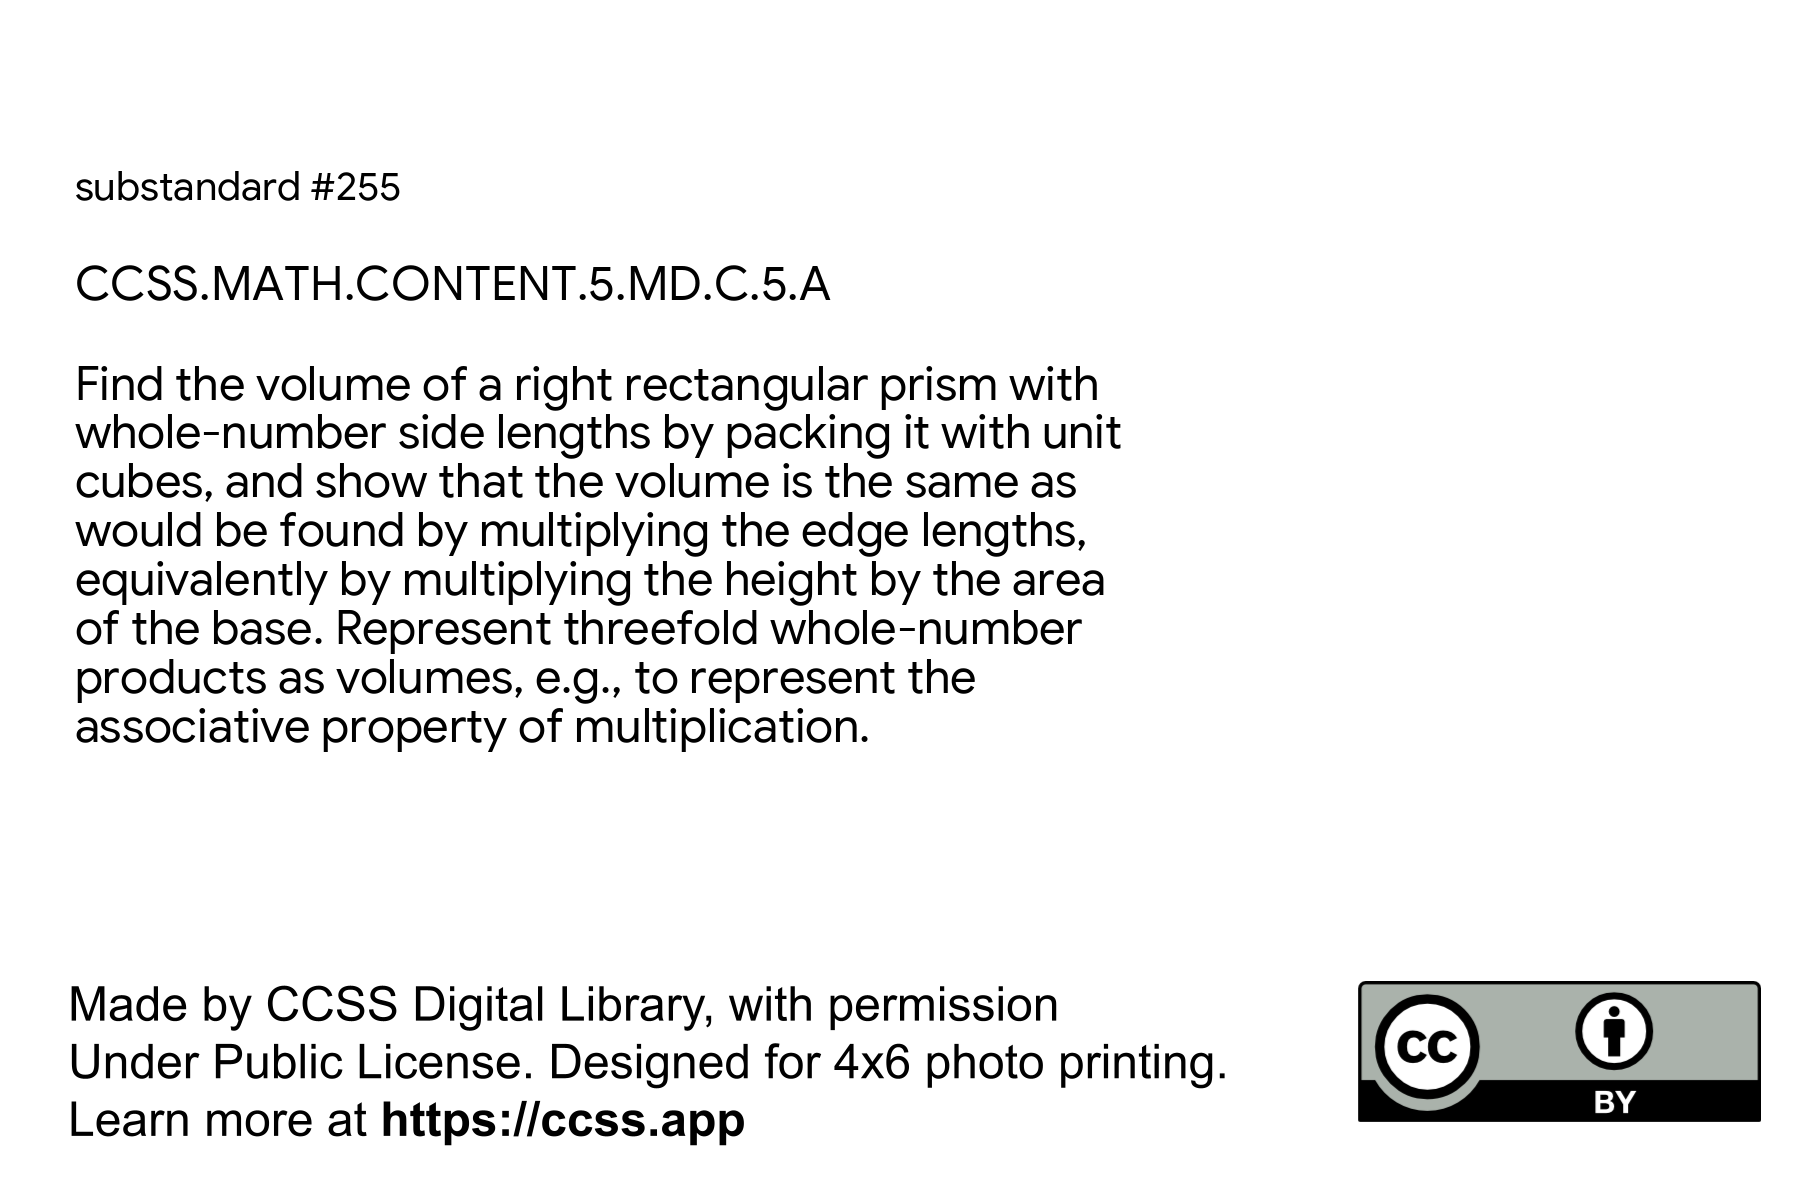 substandard #255
CCSS.MATH.CONTENT.5.MD.C.5.A
Find the volume of a right rectangular prism with
whole-number side lengths by packing it with unit
cubes, and show that the volume is the same as
would be found by multiplying the edge lengths,
equivalently by multiplying the height by the area
of the base. Represent threefold whole-number
products as volumes, e.g., to represent the
associative property of multiplication.
Made by CCSS Digital Library, with permission
Under Public License. Designed for 4x6 photo printing.
Learn more at https://ccss.app
CC
BY